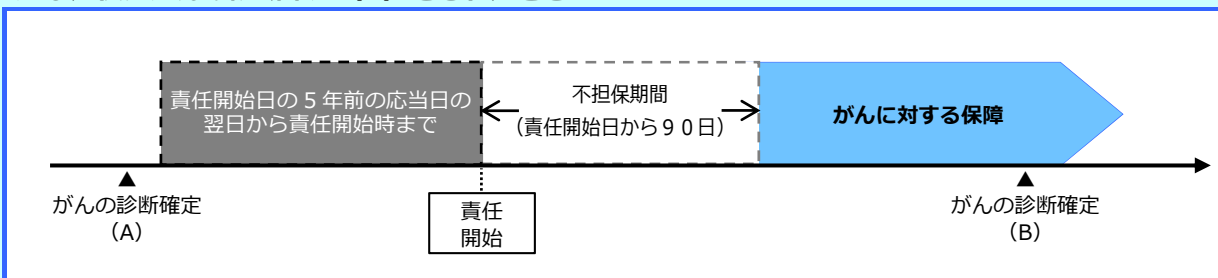 責任開始日の５年前の応当日の
翌日から責任開始時まで
不担保期間
（責任開始日から９０日）
がんに対する保障
がんの診断確定
（A）
責任
開始
がんの診断確定
（B）